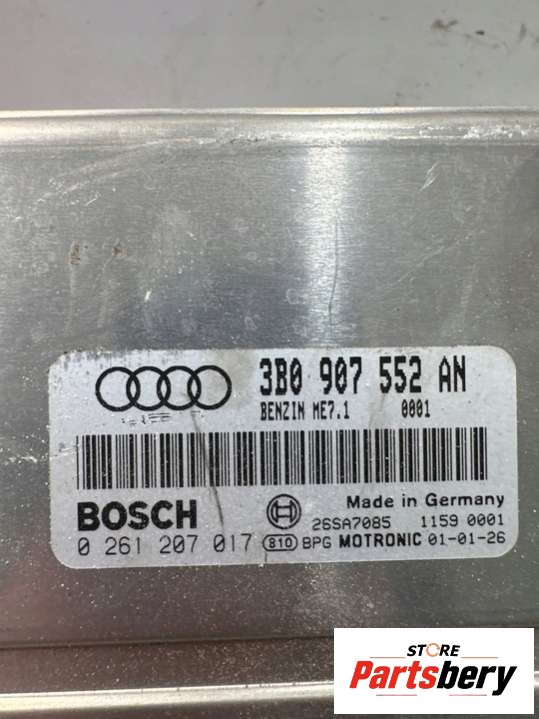 3B0 907 552 AN
BENZIN ME7.1 0001
BOSCH
Made in Germany
26SA7085 1159 0001
0 261 207 017 810 BPG MOTRONIC 01-01-26
STORE
Partsbery